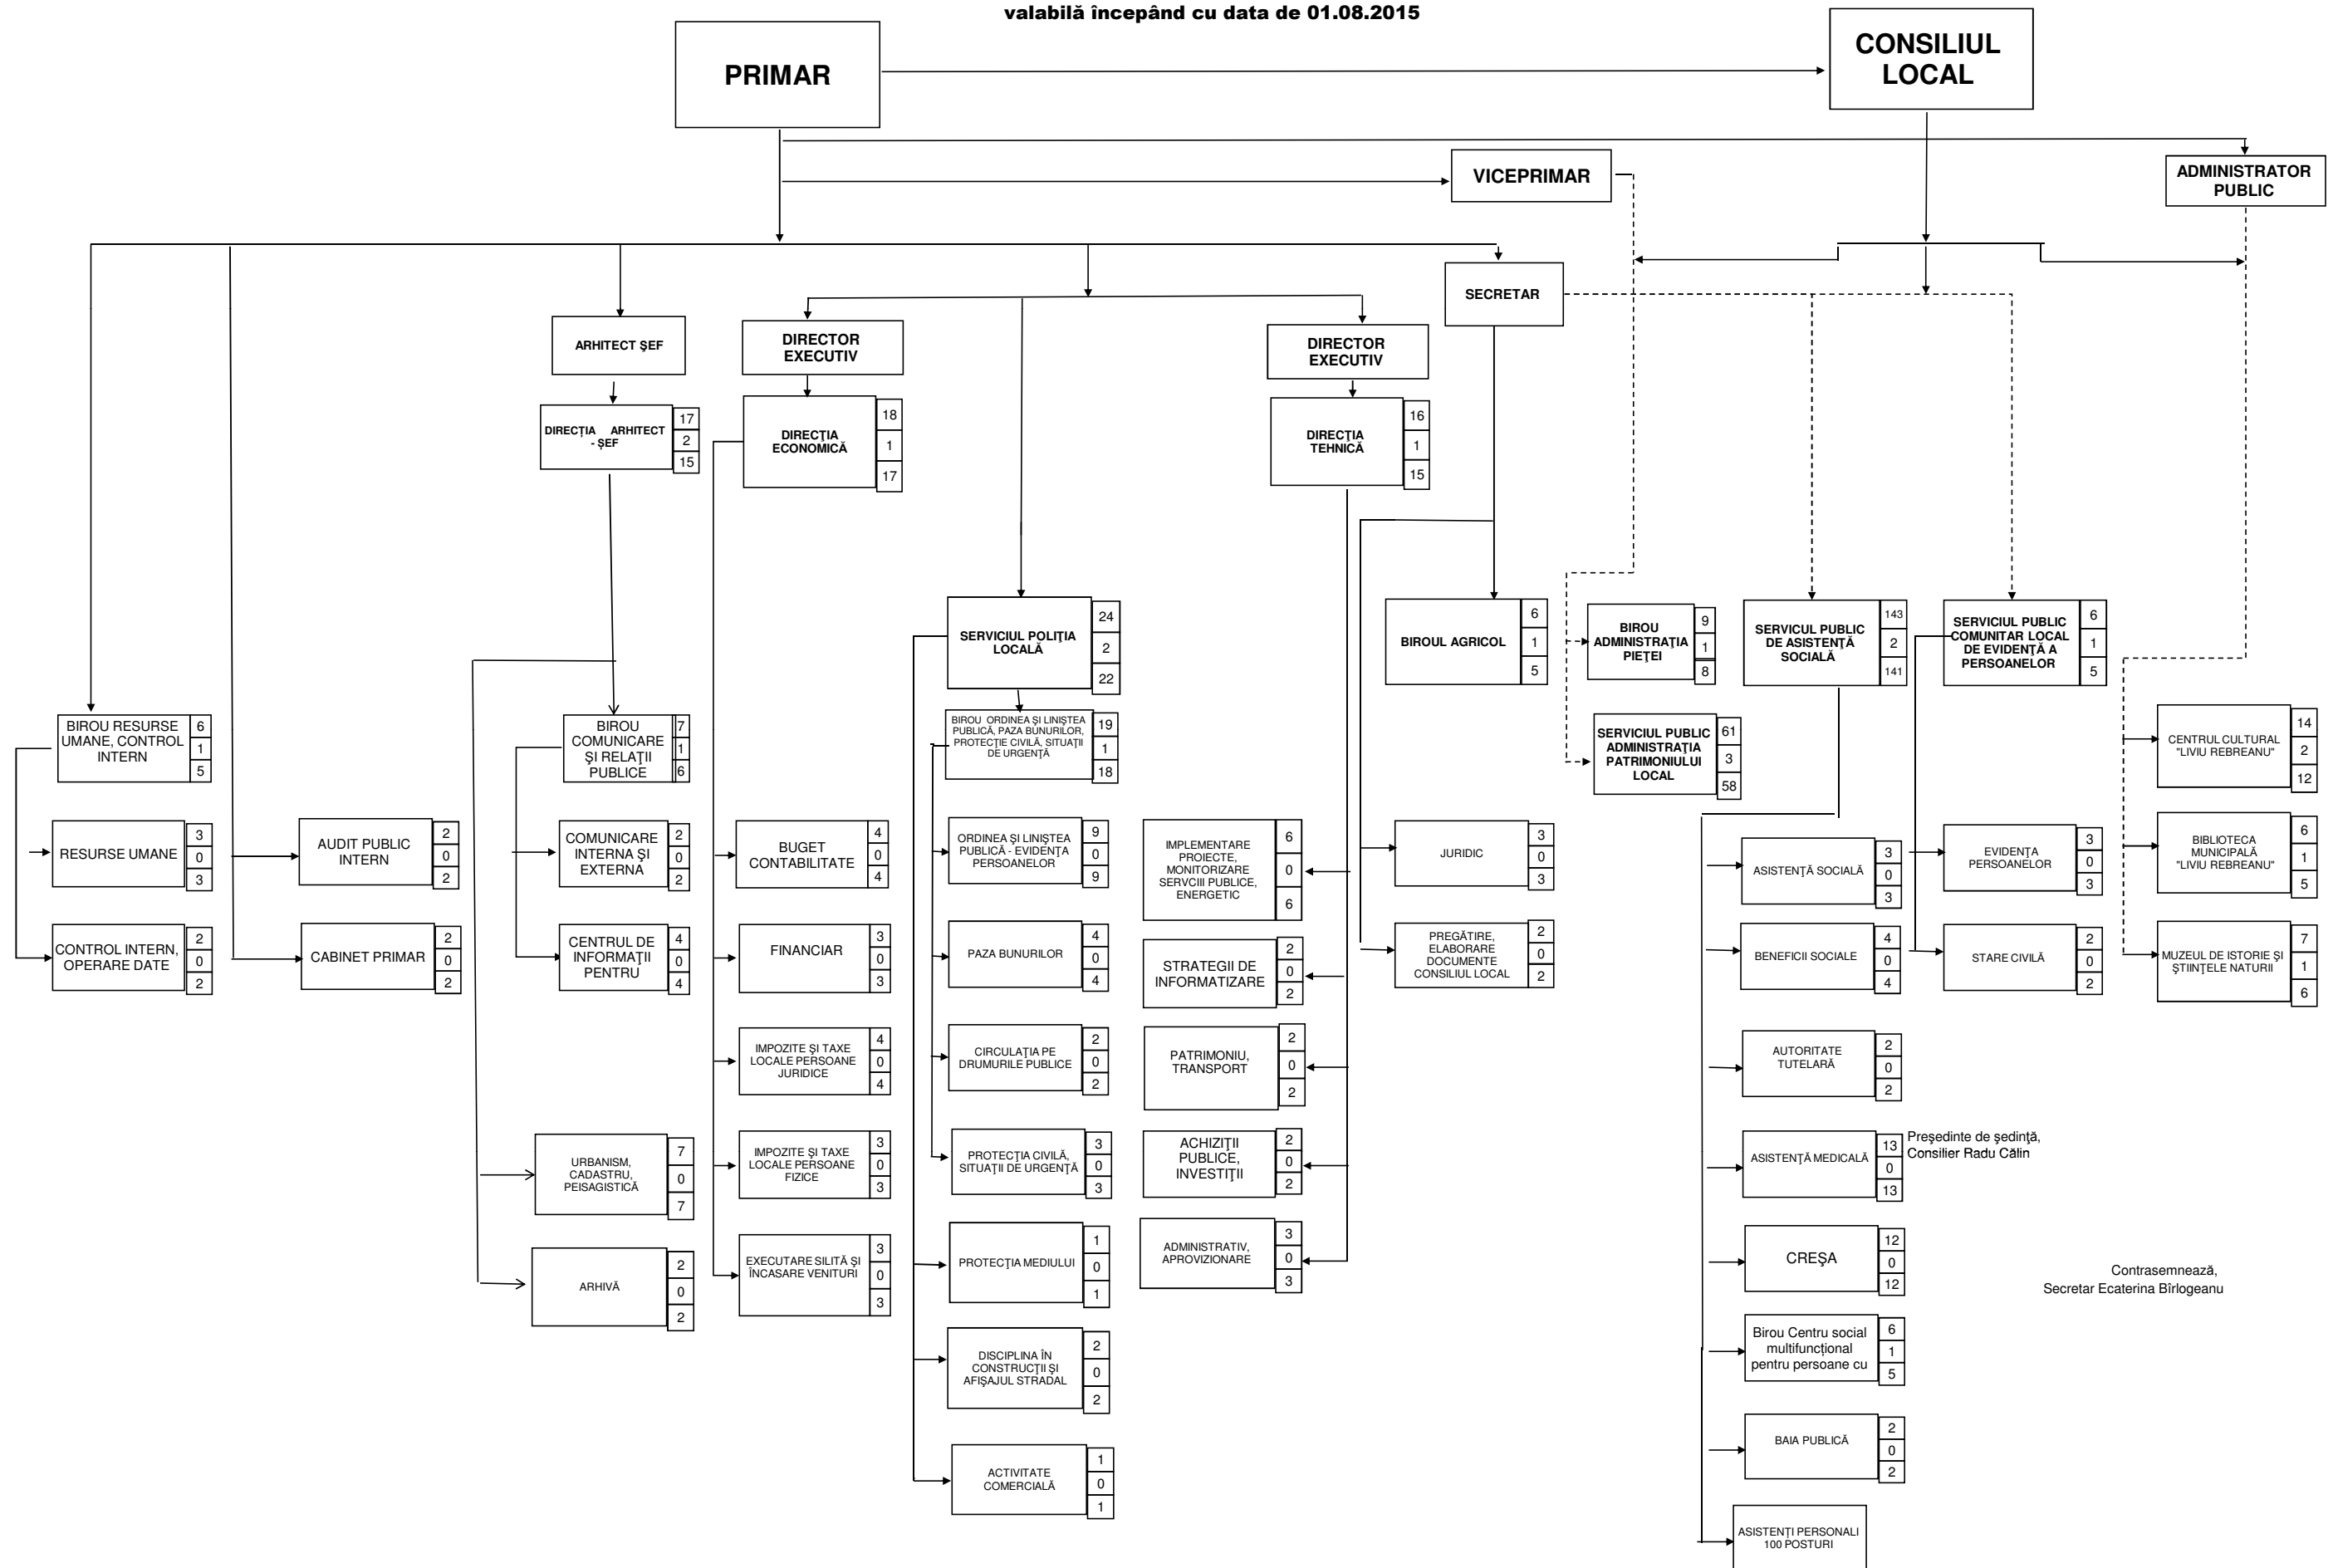 valabilă începând cu data de 01.08.2015
PRIMAR
CONSILIUL
LOCAL
VICEPRIMAR
ADMINISTRATOR
PUBLIC
SECRETAR
ARHITECT ŞEF
DIRECTOR
EXECUTIV
DIRECTOR
EXECUTIV
DIRECŢIA ARHITECT
- ŞEF
17
2
15
DIRECŢIA
ECONOMICĂ
18
1
17
DIRECŢIA
TEHNICĂ
16
1
15
SERVICIUL POLIŢIA
LOCALĂ
24
2
22
BIROUL AGRICOL
6
1
5
BIROU
ADMINISTRAŢIA
PIEŢEI
9
1
8
SERVICUL PUBLIC
DE ASISTENŢĂ
SOCIALĂ
143
2
141
SERVICIUL PUBLIC
COMUNITAR LOCAL
DE EVIDENŢĂ A
PERSOANELOR
6
1
5
BIROU RESURSE
UMANE, CONTROL
INTERN
6
1
5
BIROU
COMUNICARE
ŞI RELAŢII
PUBLICE
7
1
6
BIROU ORDINEA ŞI LINIŞTEA
PUBLICĂ, PAZA BUNURILOR,
PROTECŢIE CIVILĂ, SITUAŢII
DE URGENŢĂ
19
1
18
SERVICIUL PUBLIC
ADMINISTRAŢIA
PATRIMONIULUI
LOCAL
61
3
58
CENTRUL CULTURAL
"LIVIU REBREANU"
14
2
12
RESURSE UMANE
3
0
3
AUDIT PUBLIC
INTERN
2
0
2
COMUNICARE
INTERNA ŞI
EXTERNA
2
0
2
BUGET
CONTABILITATE
4
0
4
ORDINEA ŞI LINIŞTEA
PUBLICĂ - EVIDENŢA
PERSOANELOR
9
0
9
IMPLEMENTARE
PROIECTE,
MONITORIZARE
SERVCIII PUBLICE,
ENERGETIC
6
0
6
JURIDIC
3
0
3
ASISTENŢĂ SOCIALĂ
3
0
3
EVIDENŢA
PERSOANELOR
3
0
3
BIBLIOTECA
MUNICIPALĂ
"LIVIU REBREANU"
6
1
5
CONTROL INTERN,
OPERARE DATE
2
0
2
CABINET PRIMAR
2
0
2
CENTRUL DE
INFORMAŢII
PENTRU
4
0
4
FINANCIAR
3
0
3
PAZA BUNURILOR
4
0
4
STRATEGII DE
INFORMATIZARE
2
0
2
PREGĂTIRE,
ELABORARE
DOCUMENTE
CONSILIUL LOCAL
2
0
2
BENEFICII SOCIALE
4
0
4
STARE CIVILĂ
2
0
2
MUZEUL DE ISTORIE ŞI
ŞTIINŢELE NATURII
7
1
6
IMPOZITE ŞI TAXE
LOCALE PERSOANE
JURIDICE
4
0
4
CIRCULAŢIA PE
DRUMURILE PUBLICE
2
0
2
PATRIMONIU,
TRANSPORT
2
0
2
AUTORITATE
TUTELARĂ
2
0
2
URBANISM,
CADASTRU,
PEISAGISTICĂ
7
0
7
IMPOZITE ŞI TAXE
LOCALE PERSOANE
FIZICE
3
0
3
PROTECŢIA CIVILĂ,
SITUAŢII DE URGENŢĂ
3
0
3
ACHIZIŢII
PUBLICE,
INVESTIŢII
2
0
2
ASISTENŢĂ MEDICALĂ
13
0
13
Preşedinte de şedinţă,
Consilier Radu Călin
ARHIVĂ
2
0
2
EXECUTARE SILITĂ ŞI
ÎNCASARE VENITURI
3
0
3
PROTECŢIA MEDIULUI
1
0
1
ADMINISTRATIV,
APROVIZIONARE
3
0
3
CREŞA
12
0
12
Contrasemnează,
Secretar Ecaterina Bîrlogeanu
DISCIPLINA ÎN
CONSTRUCŢII ŞI
AFIŞAJUL STRADAL
2
0
2
Birou Centru social
multifuncţional
pentru persoane cu
6
1
5
ACTIVITATE
COMERCIALĂ
1
0
1
BAIA PUBLICĂ
2
0
2
ASISTENŢI PERSONALI
100 POSTURI